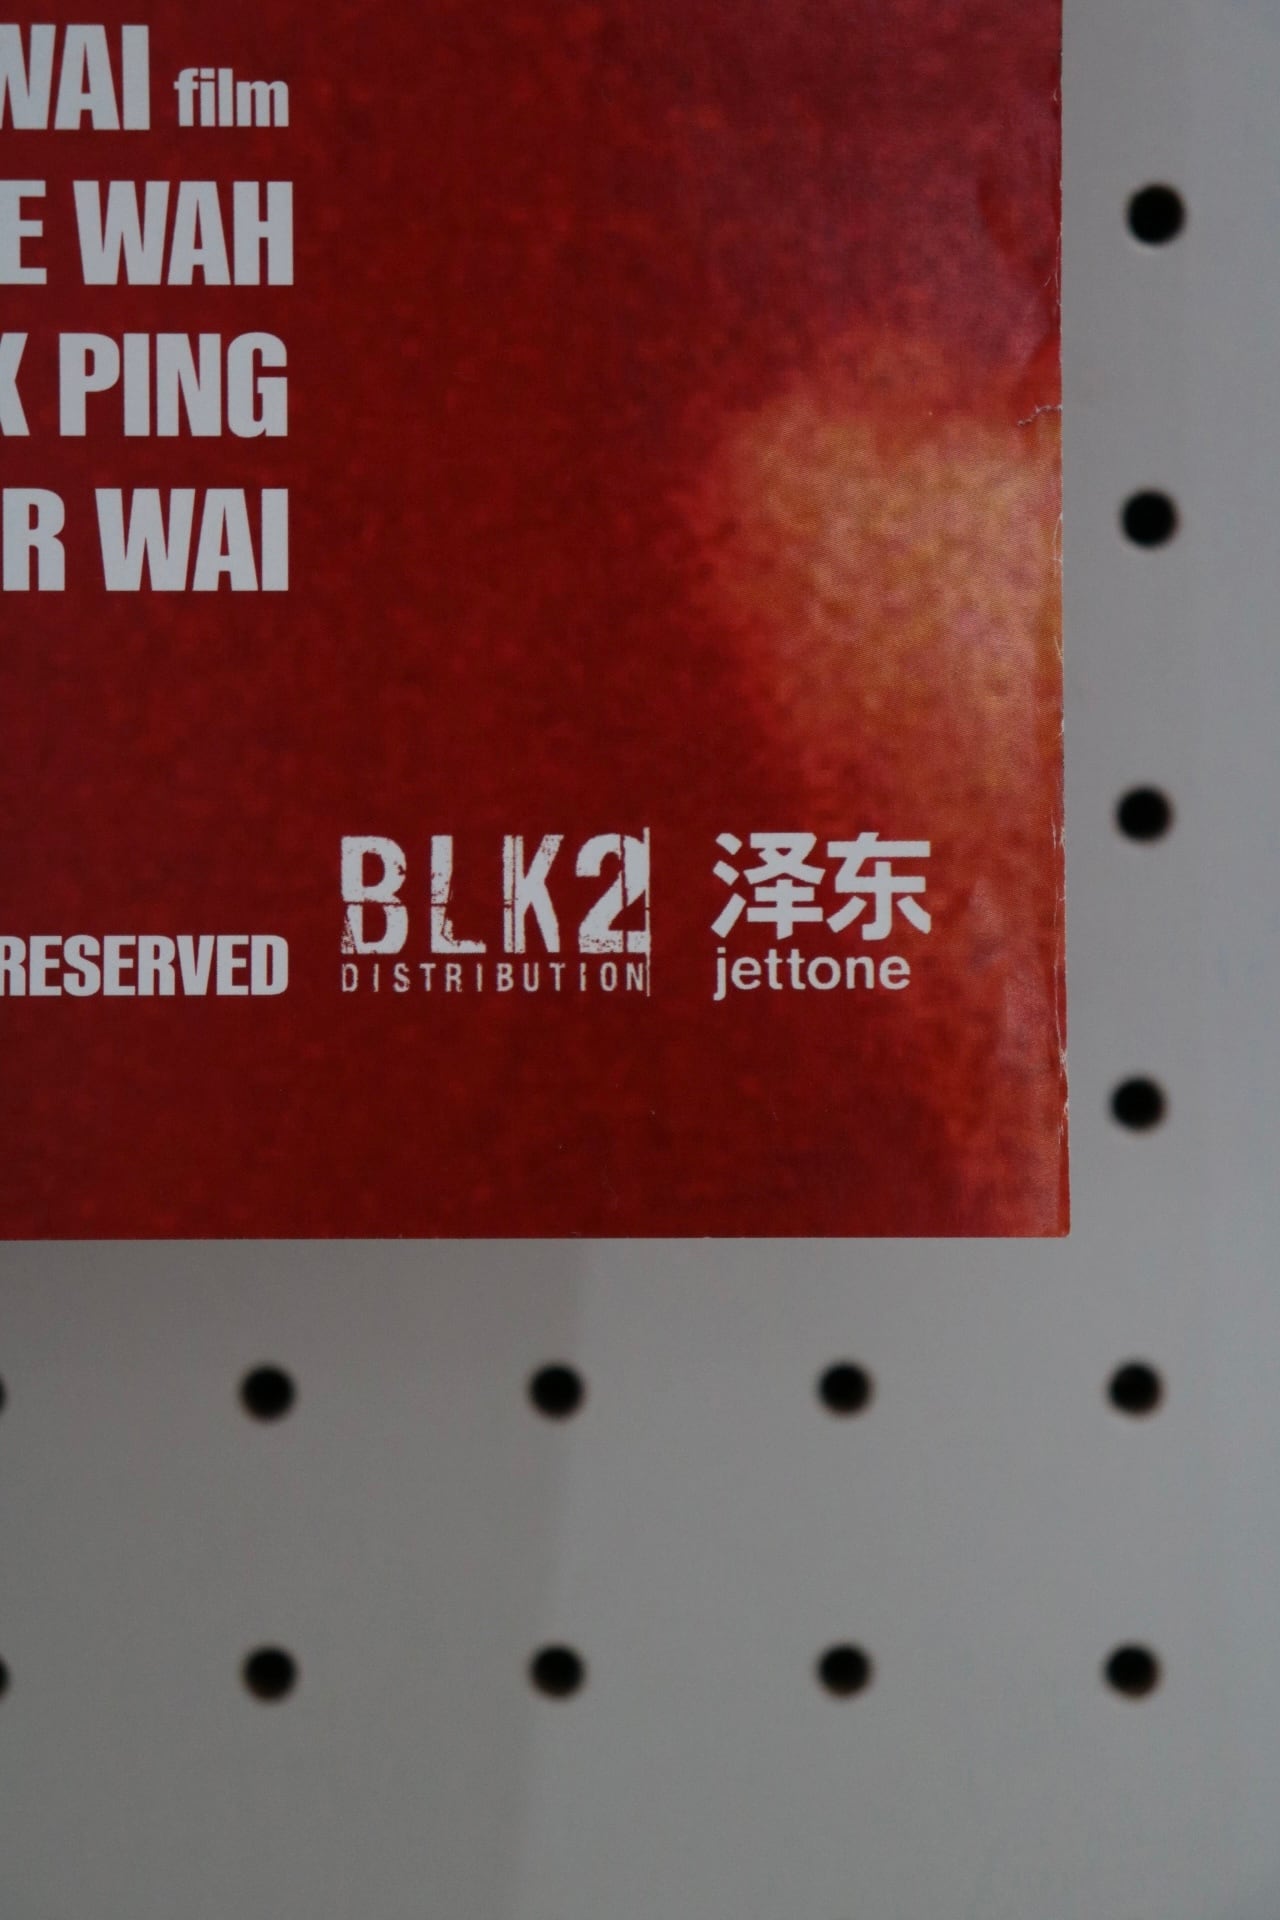 WAI film
E WAH
K PING
R WAI
RESERVED
BLK2
DISTRIBUTION
泽东
jettone